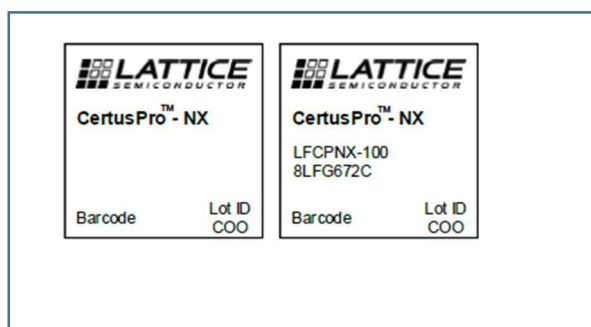 LATTICE
SEMICONDUCTOR
CertusPro™- NX
Barcode
Lot ID
COO
LATTICE
SEMICONDUCTOR
CertusPro™- NX
LFCPNX-100
8LFG672C
Barcode
Lot ID
COO